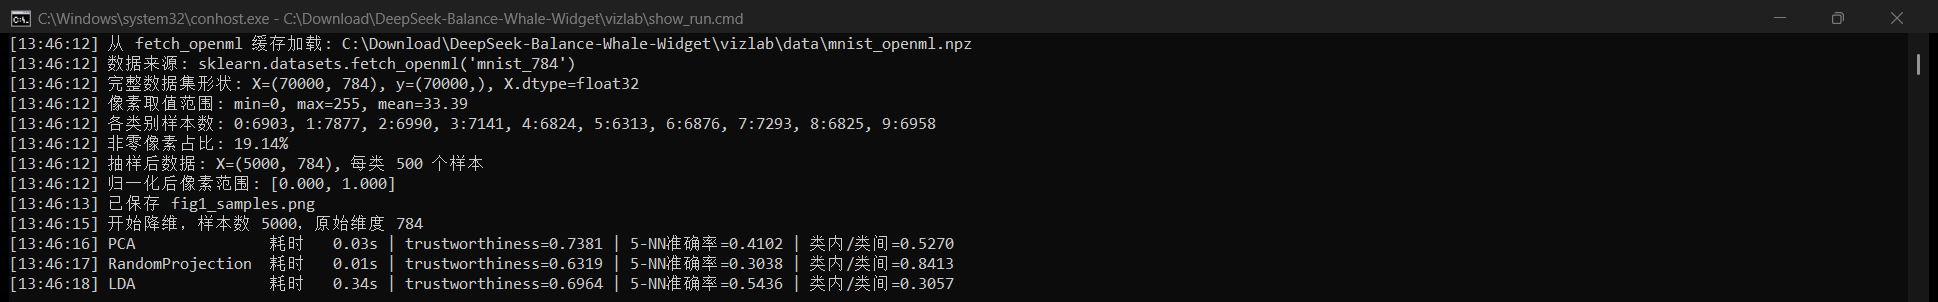 C:\Windows\system32\conhost.exe - C:\Download\DeepSeek-Balance-Whale-Widget\vizlab\show_run.cmd
[13:46:12] 从 fetch_openml 缓存加载: C:\Download\DeepSeek-Balance-Whale-Widget\vizlab\data\mnist_openml.npz
[13:46:12] 数据来源: sklearn.datasets.fetch_openml('mnist_784')
[13:46:12] 完整数据集形状: X=(70000, 784), y=(70000,), X.dtype=float32
[13:46:12] 像素取值范围: min=0, max=255, mean=33.39
[13:46:12] 各类别样本数: 0:6903, 1:7877, 2:6990, 3:7141, 4:6824, 5:6313, 6:6876, 7:7293, 8:6825, 9:6958
[13:46:12] 非零像素占比: 19.14%
[13:46:12] 抽样后数据: X=(5000, 784), 每类 500 个样本
[13:46:12] 归一化后像素范围: [0.000, 1.000]
[13:46:13] 已保存 fig1_samples.png
[13:46:15] 开始降维, 样本数 5000, 原始维度 784
[13:46:16] PCA 耗时 0.03s | trustworthiness=0.7381 | 5-NN准确率=0.4102 | 类内/类间=0.5270
[13:46:17] RandomProjection 耗时 0.01s | trustworthiness=0.6319 | 5-NN准确率=0.3038 | 类内/类间=0.8413
[13:46:18] LDA 耗时 0.34s | trustworthiness=0.6964 | 5-NN准确率=0.5436 | 类内/类间=0.3057